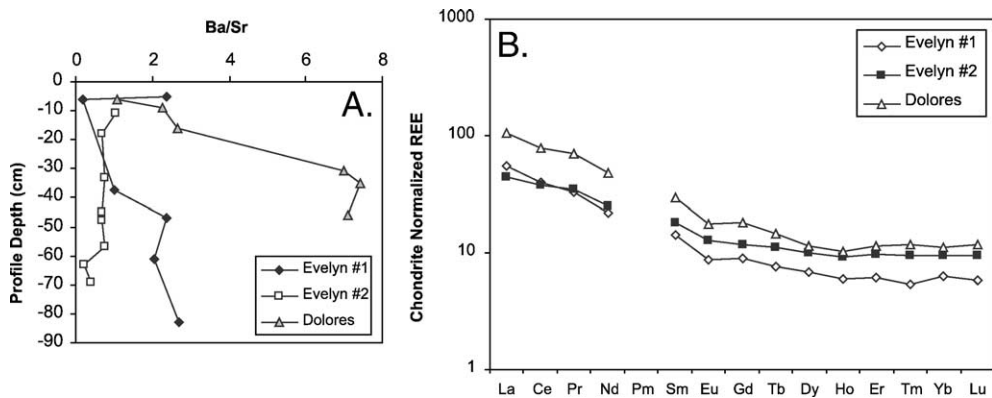 Ba/Sr
0 2 4 6 8
A.
0
-10
-20
-30
-40
-50
-60
-70
-80
-90
Profile Depth (cm)
Evelyn #1
Evelyn #2
Dolores
B.
1000
100
10
1
Chondrite Normalized REE
Evelyn #1
Evelyn #2
Dolores
La Ce Pr Nd Pm Sm Eu Gd Tb Dy Ho Er Tm Yb Lu